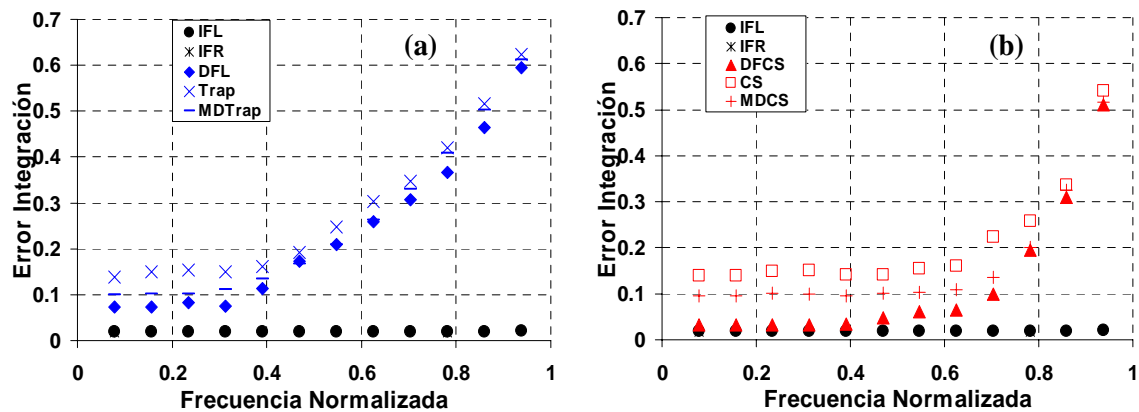 (a)
IFL
IFR
DFL
Trap
MDTrap
Error Integración
0.7
0.6
0.5
0.4
0.3
0.2
0.1
0
0
0.2
0.4
0.6
0.8
1
Frecuencia Normalizada
(b)
IFL
IFR
DFCS
CS
MDCS
Error Integración
0.7
0.6
0.5
0.4
0.3
0.2
0.1
0
0
0.2
0.4
0.6
0.8
1
Frecuencia Normalizada